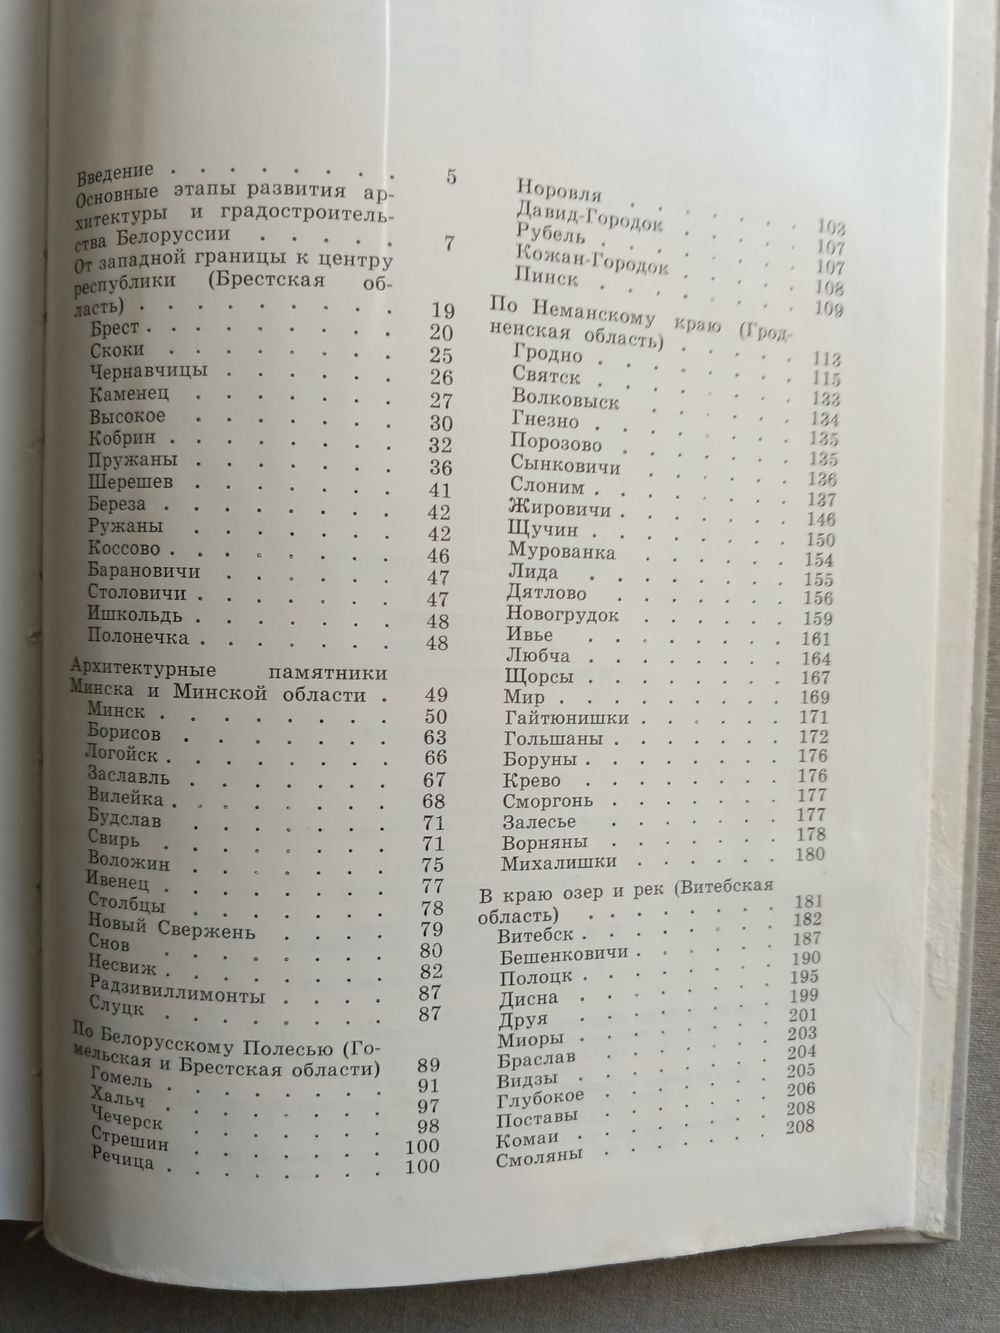 Введение . . . . . . . . 5
Основные этапы развития ар-
хитектуры и градостроитель-
ства Белоруссии . . . . . 7
От западной границы к центру
республики (Брестская об-
ласть) . . . . . . . . . 19
Брест . . . . . . . . . 20
Скоки . . . . . . . . 25
Чернавчицы . . . . . . 26
Каменец . . . . . . . 27
Высокое . . . . . . . 30
Кобрин . . . . . . . . 32
Пружаны . . . . . . . 36
Шерешев . . . . . . . 41
Береза . . . . . . . . 42
Ружаны . . . . . . . 42
Коссово . . . . . . . . 46
Барановичи . . . . . . 47
Столовичи . . . . . . . 47
Ишкольдь . . . . . . . 48
Полонечка . . . . . . . 48
Архитектурные памятники
Минска и Минской области . 49
Минск . . . . . . . . 50
Борисов . . . . . . . 63
Логойск . . . . . . . . 66
Заславль . . . . . . . 67
Вилейка . . . . . . . . 68
Будслав . . . . . . . 71
Свирь . . . . . . . . 71
Воложин . . . . . . . 75
Ивенец . . . . . . . . 77
Столбцы . . . . . . . 78
Новый Свержень . . . . 79
Снов . . . . . . . . 80
Несвиж . . . . . . . . 82
Радзивиллимонты . . . . 87
Слуцк . . . . . . . . 87
По Белорусскому Полесью (Го-
мельская и Брестская области) 89
Гомель . . . . . . . . 91
Хальч . . . . . . . . 97
Чечерск . . . . . . . 98
Стрешин . . . . . . . 100
Речица . . . . . . . . 100
Норовля . . . . . . . 103
Давид-Городок . . . . . 107
Рубель . . . . . . . . 107
Кожан-Городок . . . . . 108
Пинск . . . . . . . . 109
По Неманскому краю (Грод-
ненская область) . . . . . 113
Гродно . . . . . . . . 115
Святск . . . . . . . . 133
Волковыск . . . . . . 134
Гнезно . . . . . . . . 135
Порозово . . . . . . . 135
Сынковичи . . . . . . 136
Слоним . . . . . . . . 137
Жировичи . . . . . . . 146
Щучин . . . . . . . . 150
Мурованка . . . . . . 154
Лида . . . . . . . . 155
Дятлово . . . . . . . 156
Новогрудок . . . . . . 159
Ивье . . . . . . . . 161
Любча . . . . . . . . 164
Щорсы . . . . . . . . 167
Мир . . . . . . . . . 169
Гайтюнишки . . . . . . 171
Гольшаны . . . . . . . 172
Боруны . . . . . . . . 176
Крево . . . . . . . . 176
Сморгонь . . . . . . . 177
Залесье . . . . . . . 177
Ворняны . . . . . . . 178
Михалишки . . . . . . 180
В краю озер и рек (Витебская
область) . . . . . . . . 181
Витебск . . . . . . . . 182
Бешенковичи . . . . . . 187
Полоцк . . . . . . . . 190
Дисна . . . . . . . . 195
Друя . . . . . . . . 199
Миоры . . . . . . . . 201
Браслав . . . . . . . 203
Видзы . . . . . . . . 204
Глубокое . . . . . . . 205
Поставы . . . . . . . 206
Комаи . . . . . . . . 208
Смоляны . . . . . . . 208